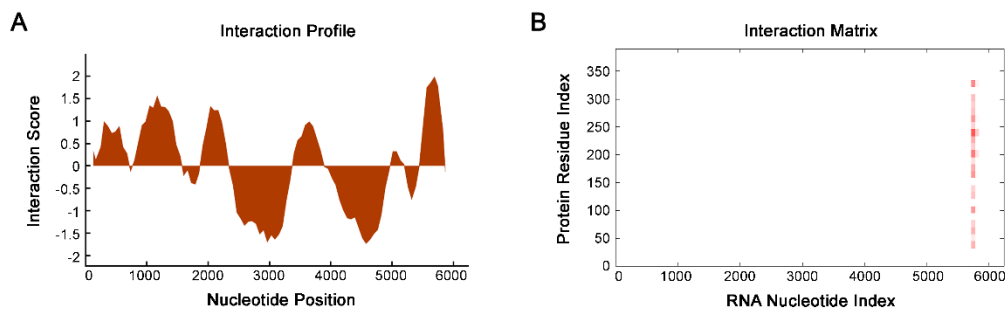 A
Interaction Profile
Interaction Score
2
1.5
1
0.5
0
-0.5
-1
-1.5
-2
0 1000 2000 3000 4000 5000 6000
Nucleotide Position
B
Interaction Matrix
Protein Residue Index
350
300
250
200
150
100
50
0
0 1000 2000 3000 4000 5000 6000
RNA Nucleotide Index